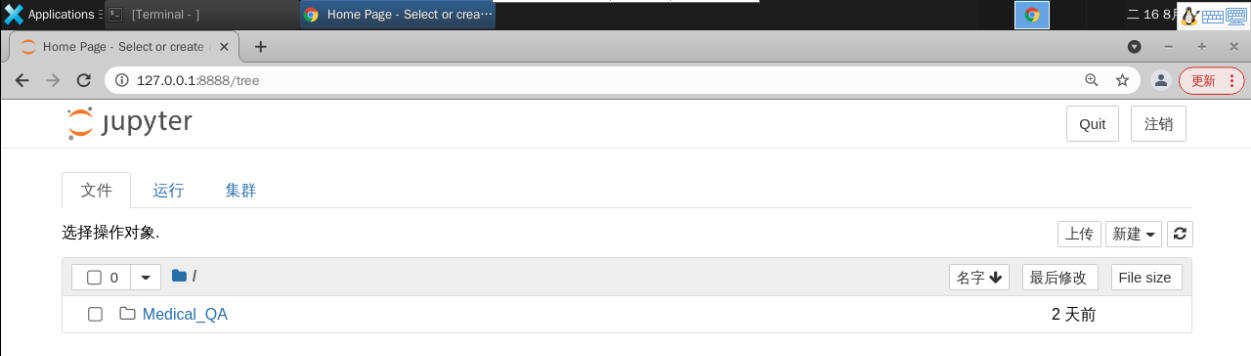 Applications
[Terminal - ]
Home Page - Select or crea…
二 16 8月
Home Page - Select or create
127.0.0.1:8888/tree
更新
jupyter
Quit
注销
文件
运行
集群
选择操作对象.
上传
新建
0
/
名字
最后修改
File size
Medical_QA
2 天前